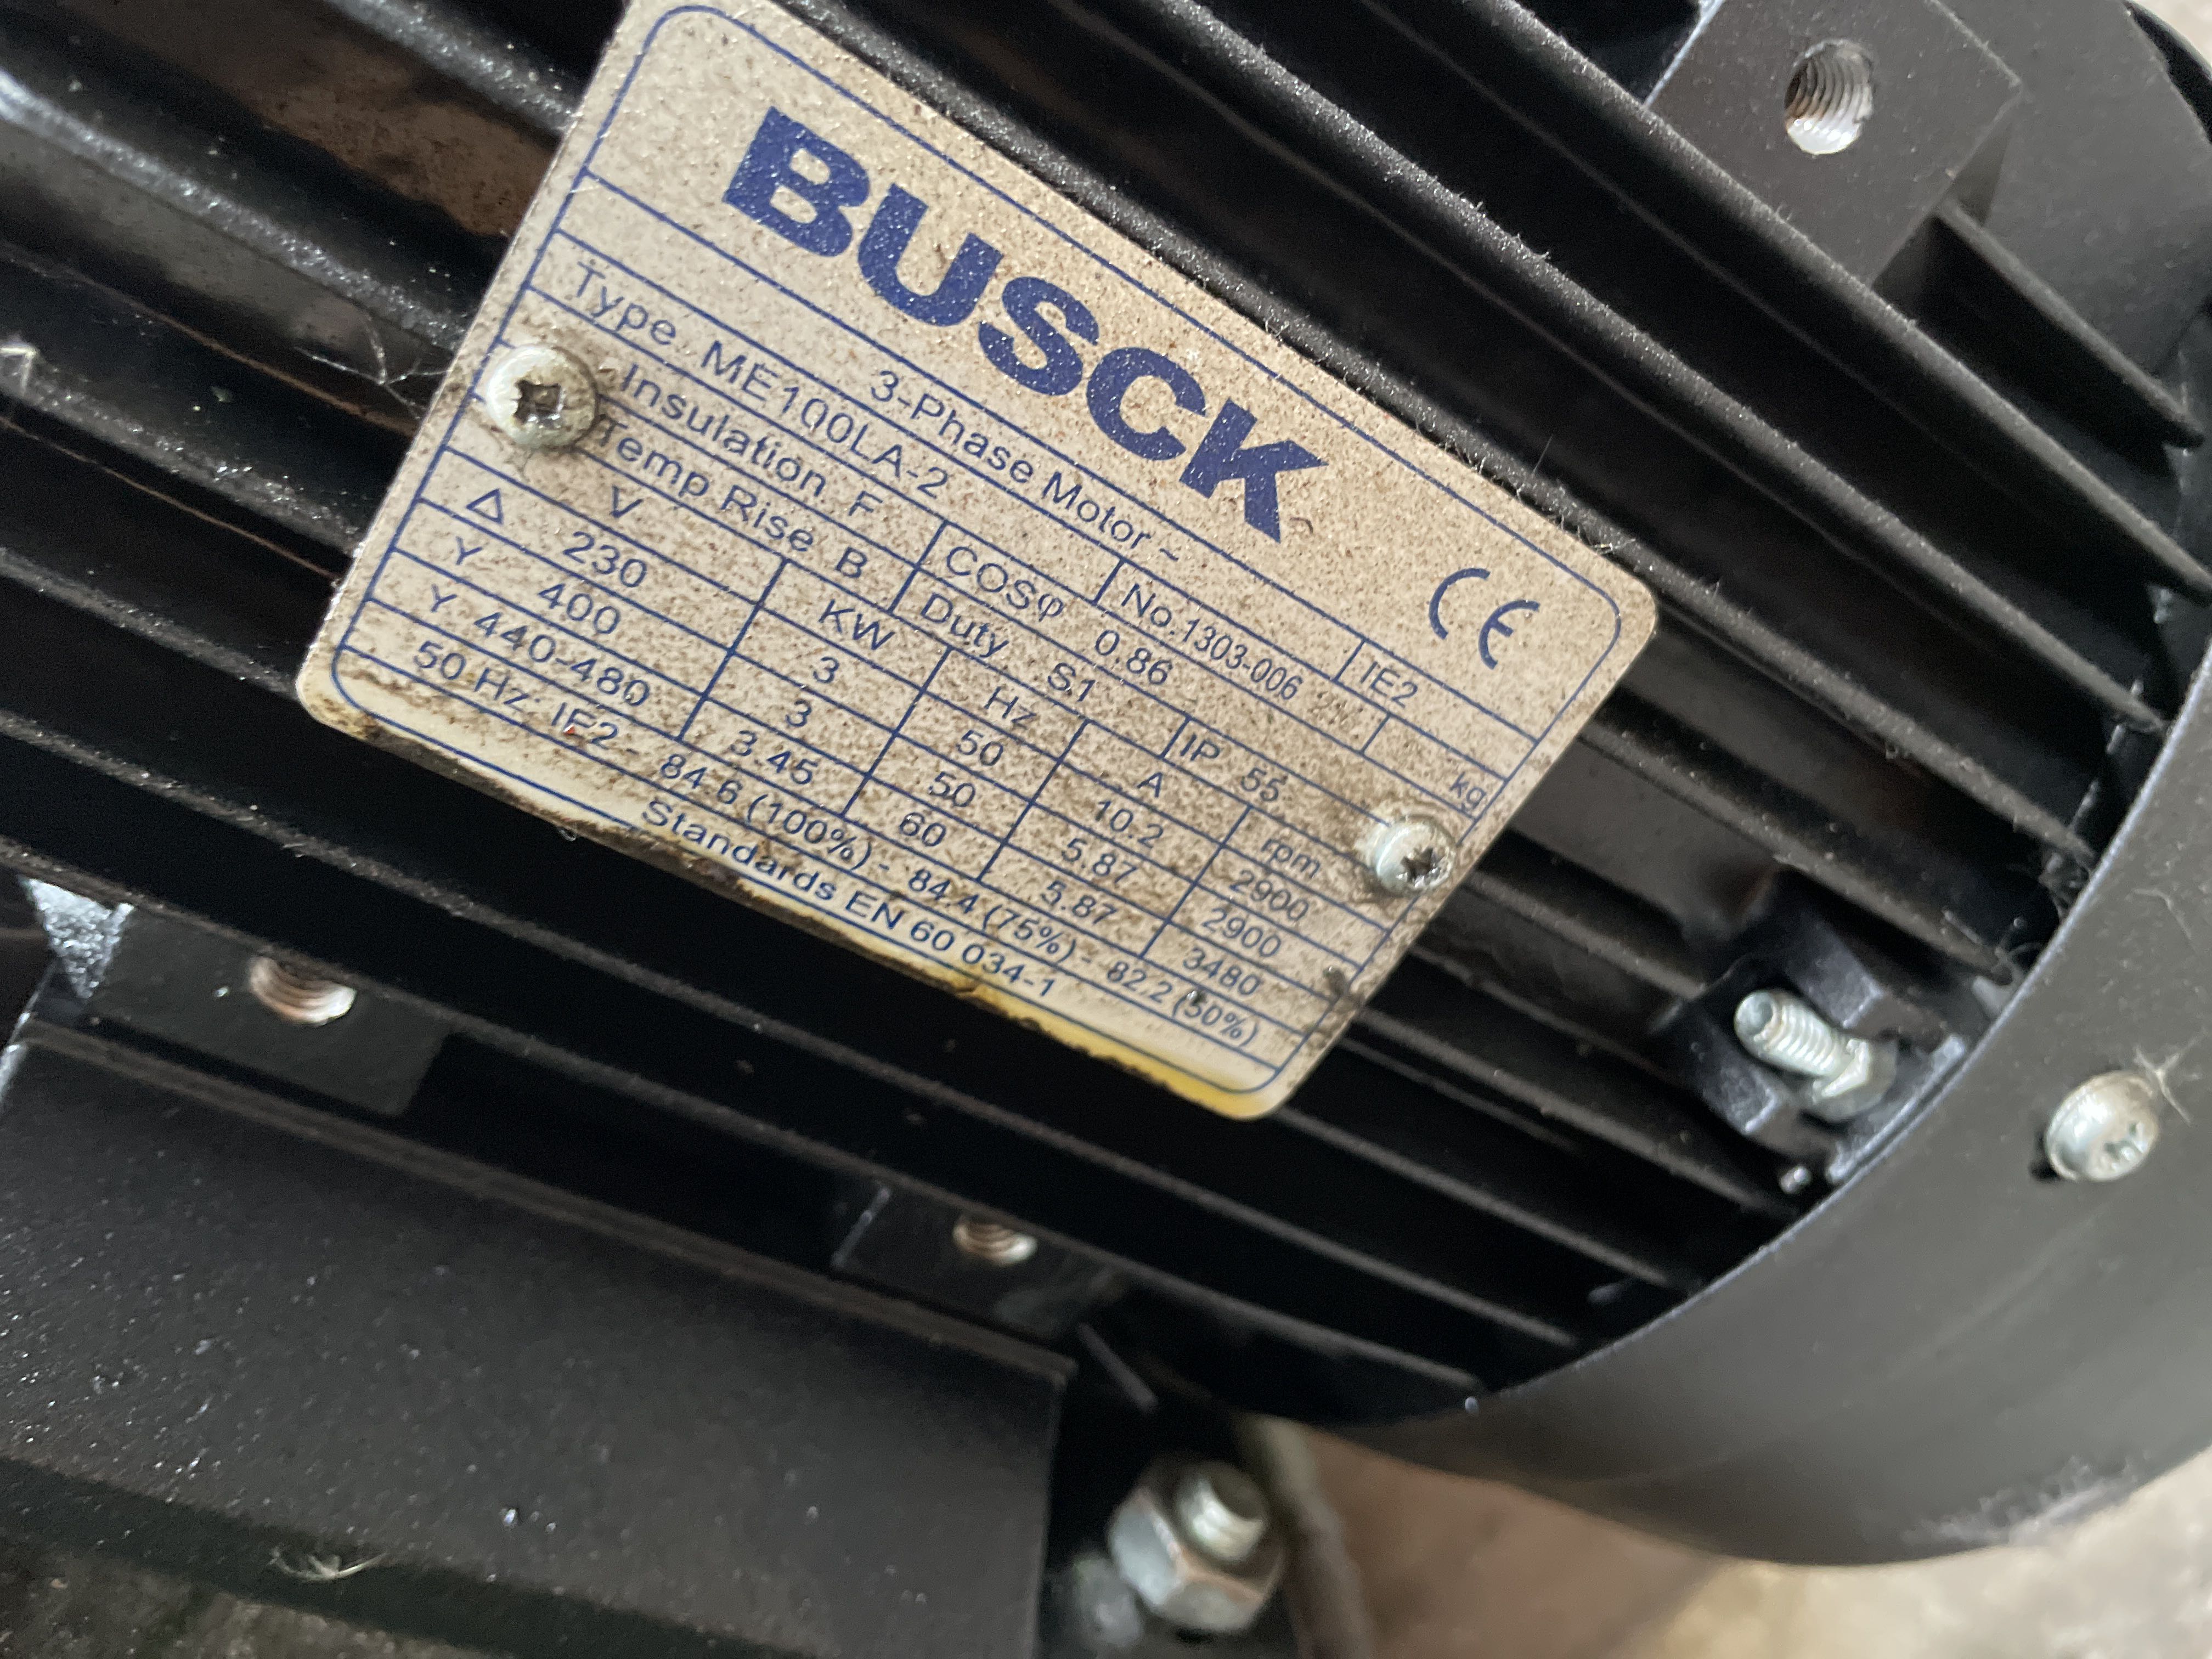 BUSCK
CE
3-Phase Motor ~
Type ME100LA-2 No.1303-006 IE2
Insulation F COSφ 0.86 kg
Temp Rise B Duty S1 IP 55
V KW Hz A rpm
Δ 230 3 50 10.2 2900
Y 400 3 50 5.87 2900
Y 440-480 3.45 60 5.87 3480
50 Hz: IE2 - 84.6 (100%) - 84.4 (75%) - 82.2 (50%)
Standards EN 60 034-1